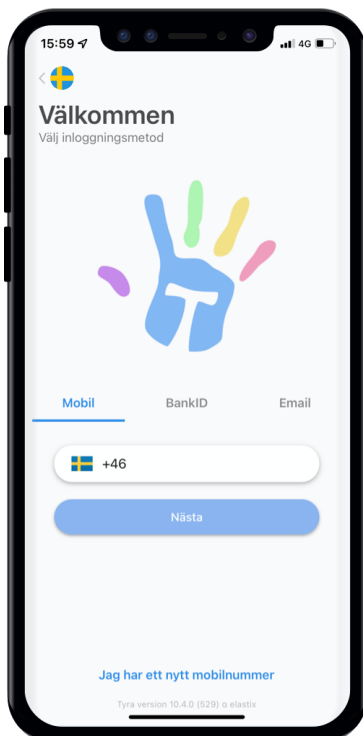 15:59
4G
Välkommen
Välj inloggningsmetod
T
Mobil BankID Email
+46
Nästa
Jag har ett nytt mobilnummer
Tyra version 10.4.0 (529) α elastix